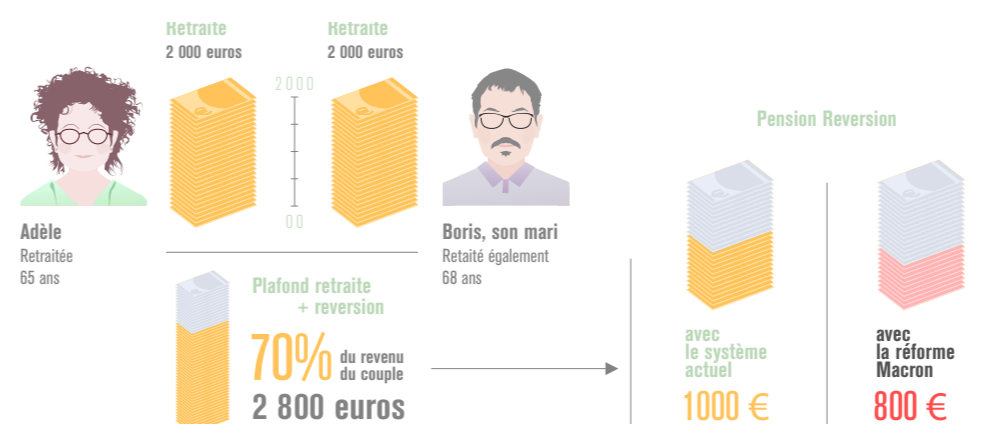 Retraite
2 000 euros
Retraite
2 000 euros
2000
00
Adèle
Retraitée
65 ans
Boris, son mari
Retaité également
68 ans
Plafond retraite
+ reversion
70% du revenu
du couple
2 800 euros
Pension Reversion
avec
le système
actuel
1000 €
avec
la réforme
Macron
800 €